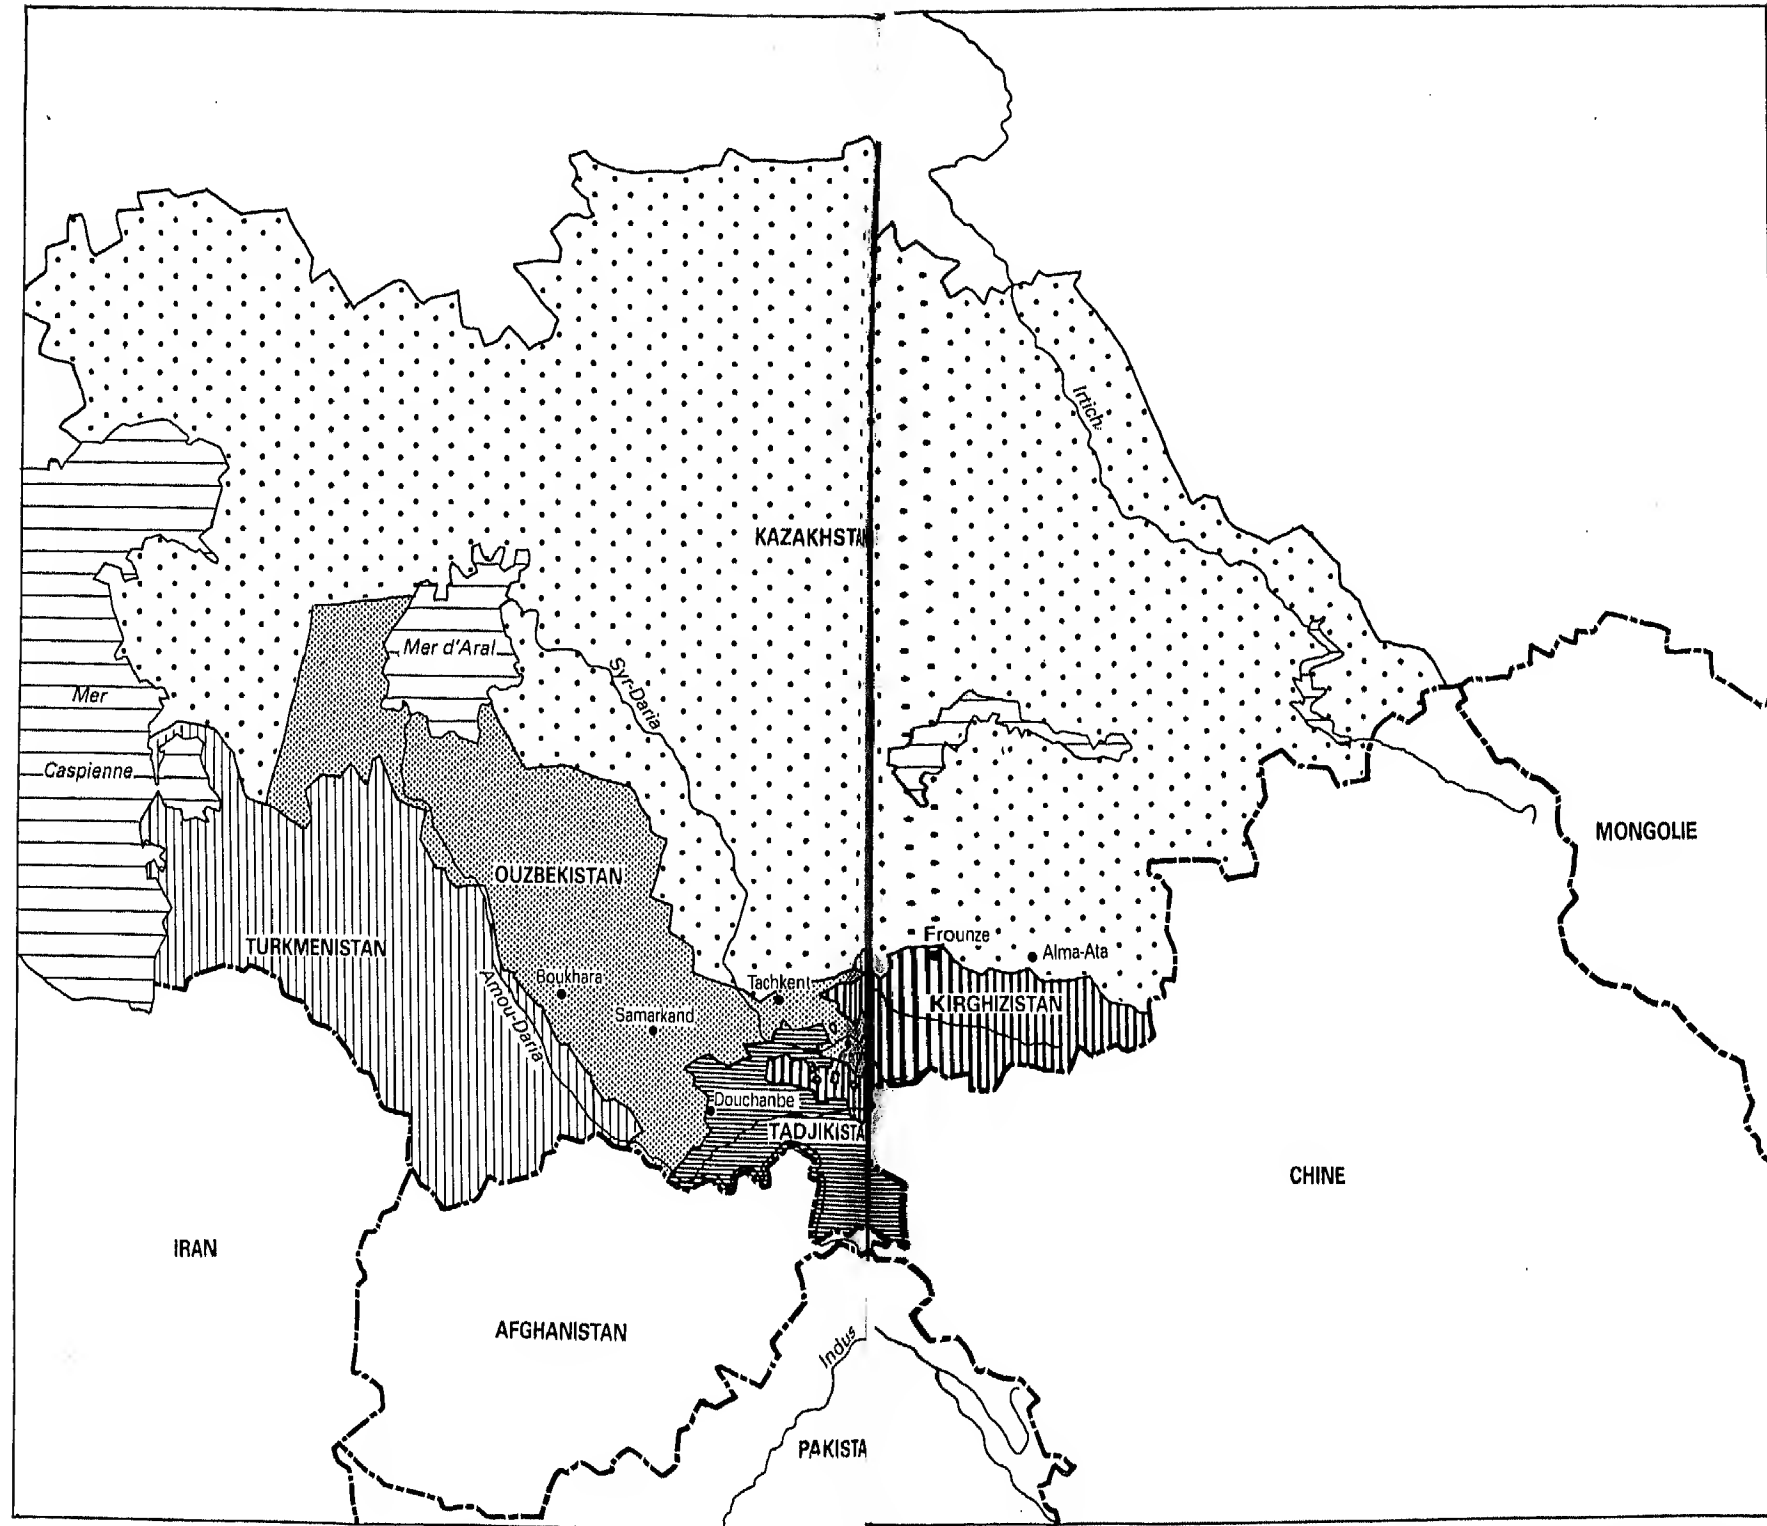 Irtich
KAZAKHSTA
Mer d'Aral
Syr-Daria
Mer
Caspienne
MONGOLIE
OUZBEKISTAN
TURKMENISTAN
Frounze
Alma-Ata
Boukhara
Tachkent
KIRGHIZISTAN
Amou-Daria
Samarkand
Douchanbe
TADJIKISTA
CHINE
IRAN
AFGHANISTAN
Indus
PAKISTA